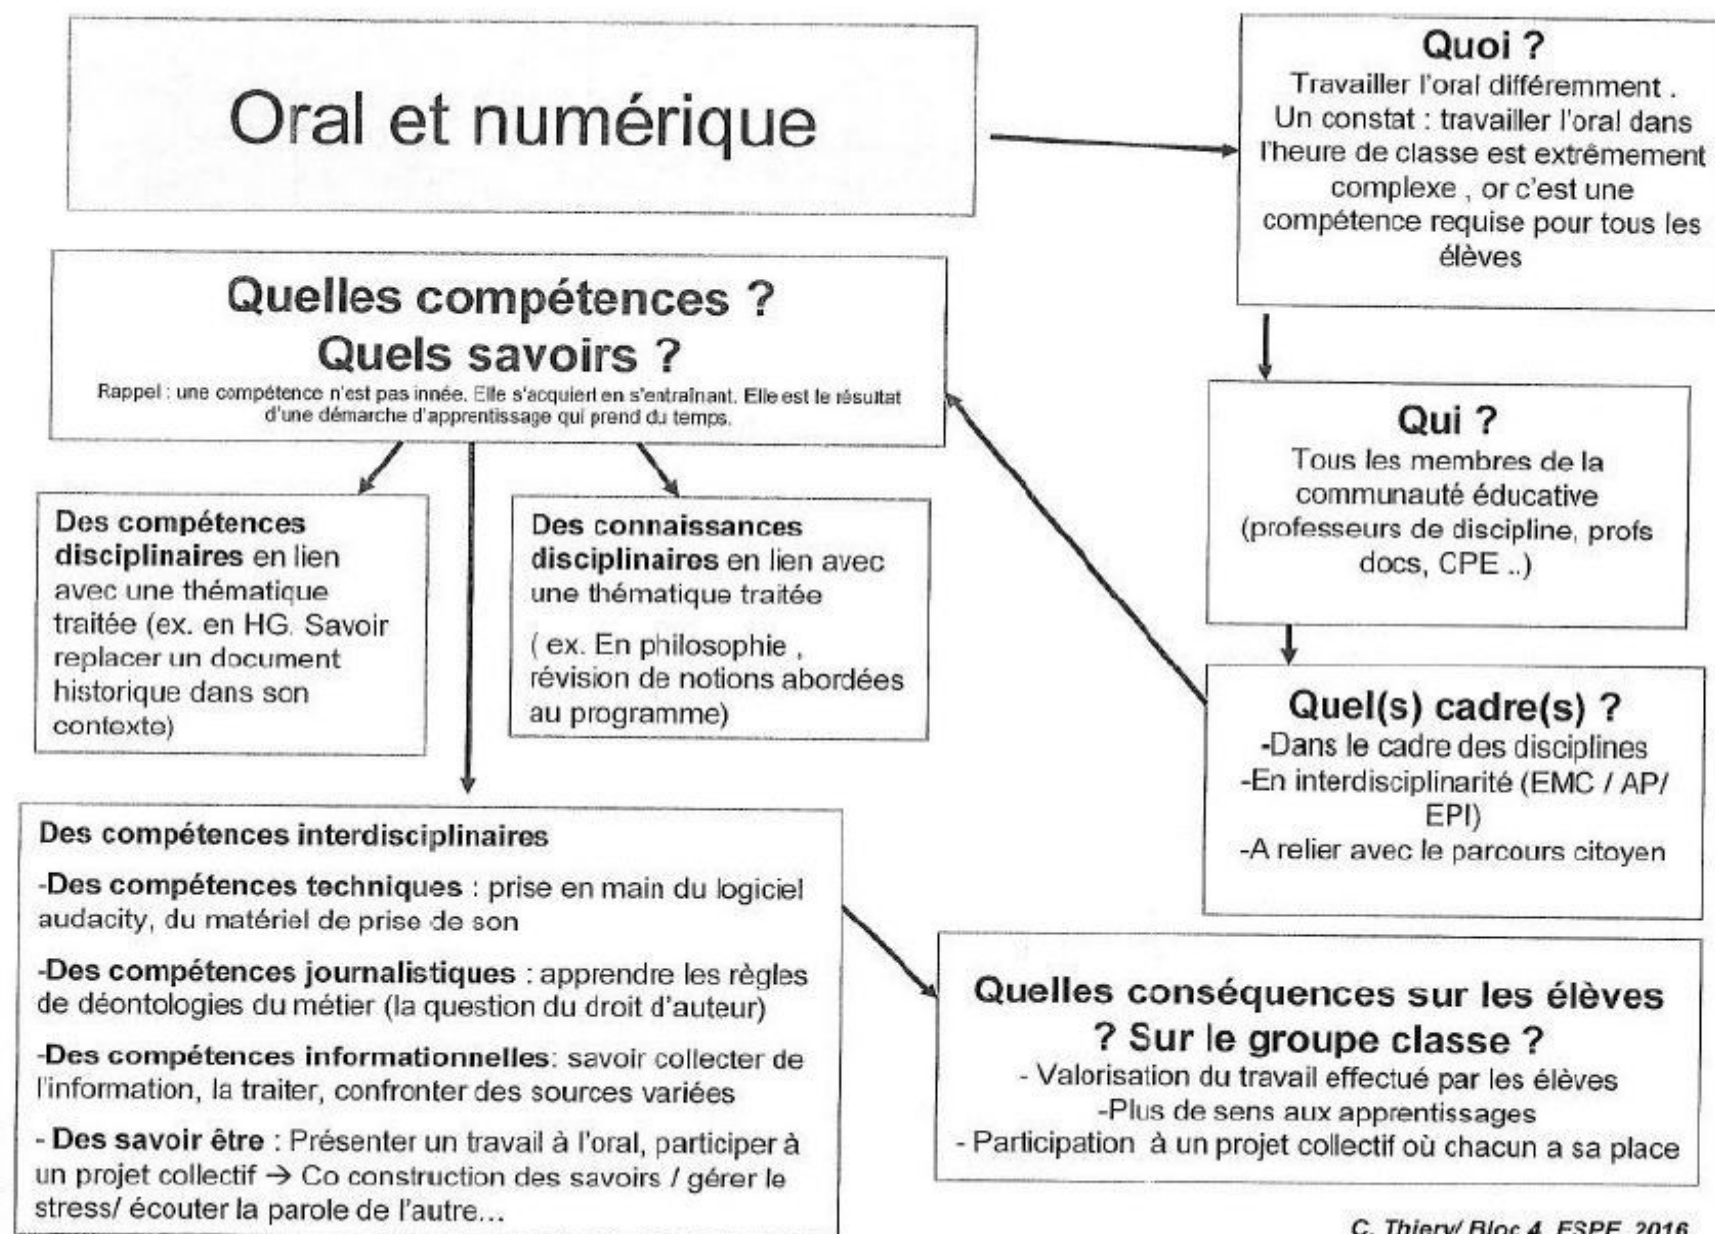 Oral et numérique
Quoi ?
Travailler l'oral différemment .
Un constat : travailler l'oral dans
l'heure de classe est extrêmement
complexe , or c'est une
compétence requise pour tous les
élèves
Qui ?
Tous les membres de la
communauté éducative
(professeurs de discipline, profs
docs, CPE ..)
Quel(s) cadre(s) ?
-Dans le cadre des disciplines
-En interdisciplinarité (EMC / AP/
EPI)
-A relier avec le parcours citoyen
Quelles compétences ?
Quels savoirs ?
Rappel : une compétence n'est pas innée. Elle s'acquiert en s'entraînant. Elle est le résultat
d'une démarche d'apprentissage qui prend du temps.
Des compétences
disciplinaires en lien
avec une thématique
traitée (ex. en HG. Savoir
replacer un document
historique dans son
contexte)
Des connaissances
disciplinaires en lien avec
une thématique traitée
( ex. En philosophie ,
révision de notions abordées
au programme)
Des compétences interdisciplinaires
-Des compétences techniques : prise en main du logiciel
audacity, du matériel de prise de son
-Des compétences journalistiques : apprendre les règles
de déontologies du métier (la question du droit d'auteur)
-Des compétences informationnelles: savoir collecter de
l'information, la traiter, confronter des sources variées
- Des savoir être : Présenter un travail à l'oral, participer à
un projet collectif → Co construction des savoirs / gérer le
stress/ écouter la parole de l'autre...
Quelles conséquences sur les élèves
? Sur le groupe classe ?
- Valorisation du travail effectué par les élèves
-Plus de sens aux apprentissages
- Participation à un projet collectif où chacun a sa place
C. Thiery/ Bloc 4 ESPE 2016